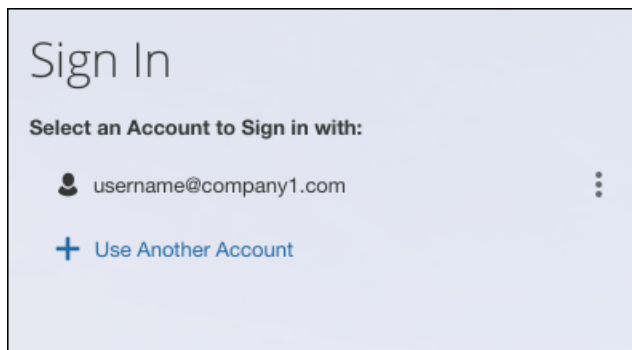 Sign In
Select an Account to Sign in with:
username@company1.com
Use Another Account